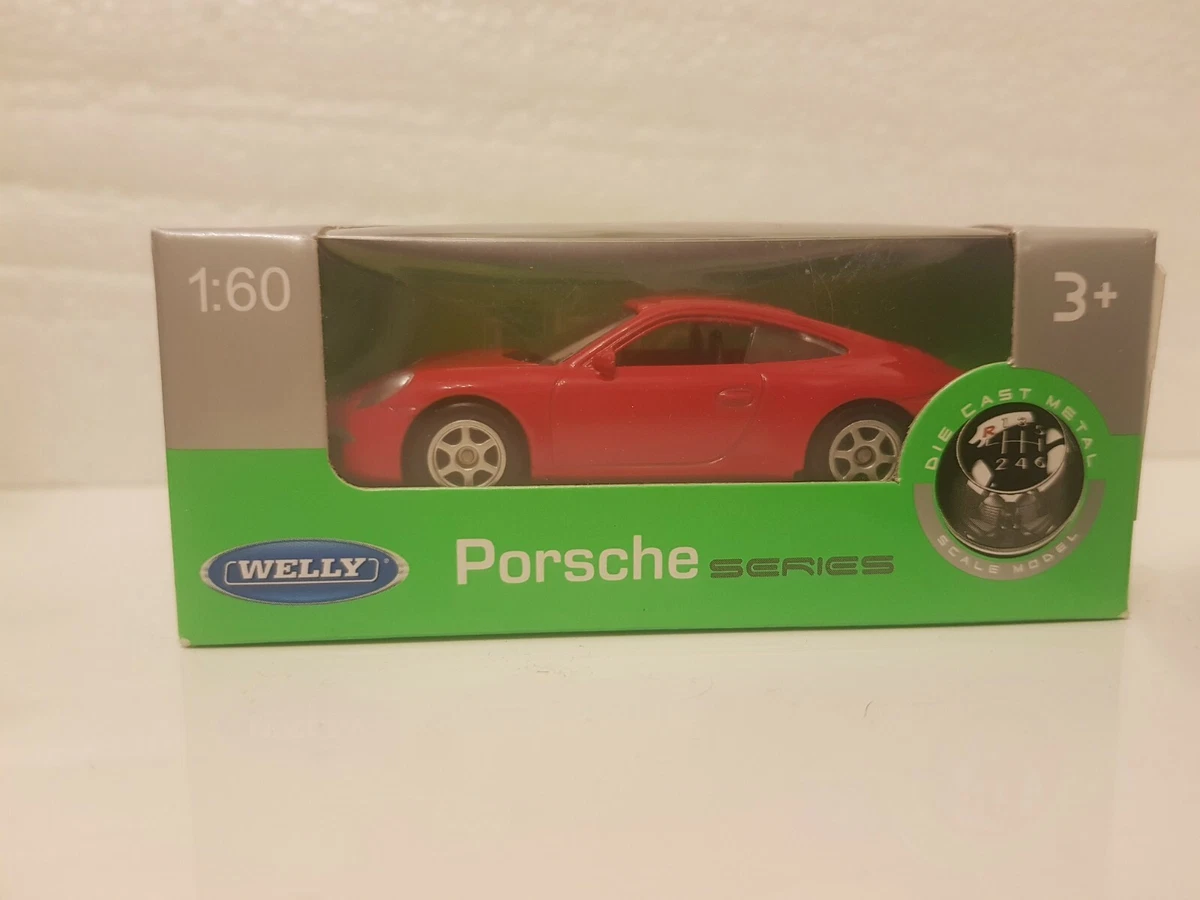 1:60
3+
DIE CAST METAL
R 1 3 5
2 4 6
SCALE MODEL
WELLY
Porsche SERIES